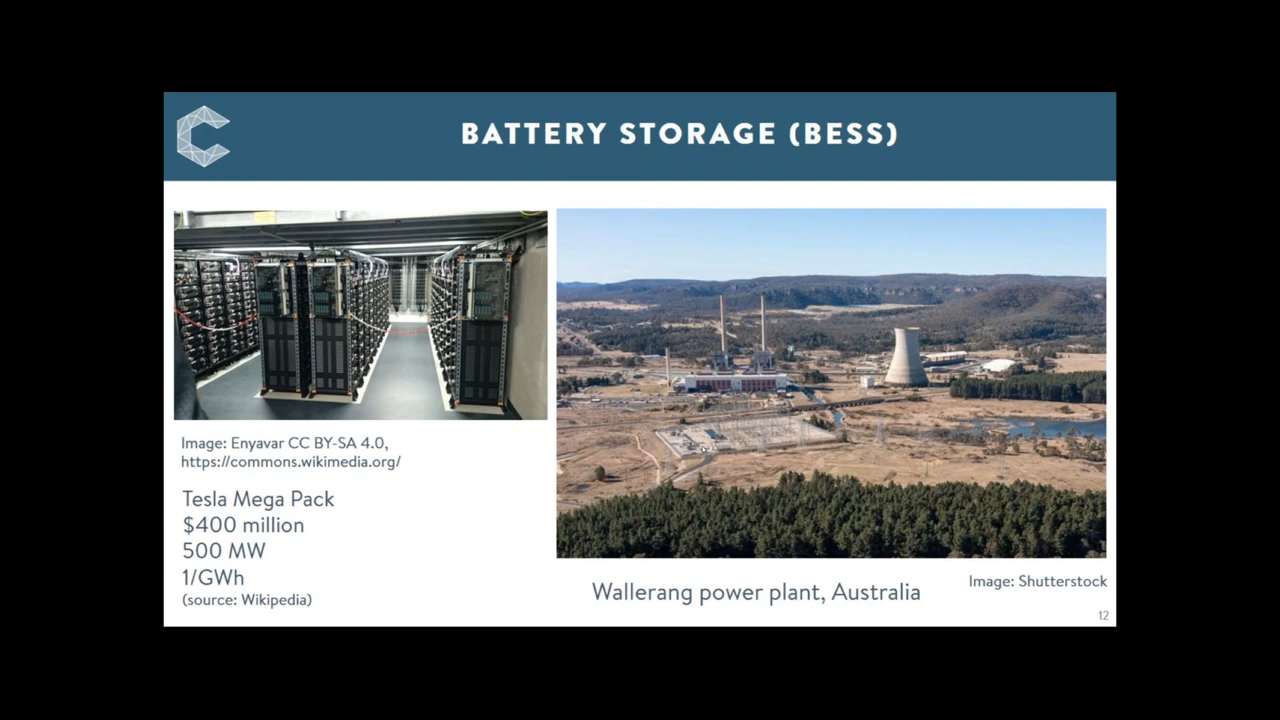 BATTERY STORAGE (BESS)
Image: Enyavar CC BY-SA 4.0,
https://commons.wikimedia.org/
Tesla Mega Pack
$400 million
500 MW
1/GWh
(source: Wikipedia)
Wallerang power plant, Australia
Image: Shutterstock
12